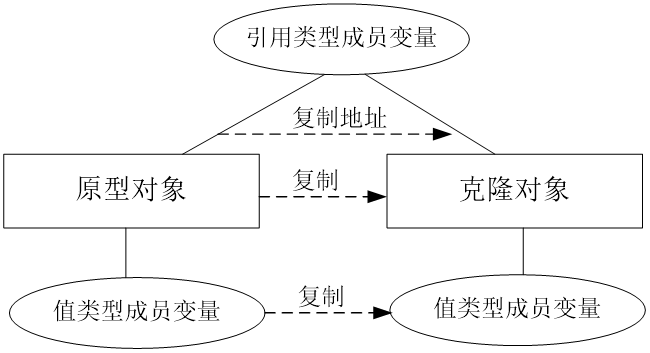 引用类型成员变量
复制地址
原型对象
复制
克隆对象
值类型成员变量
复制
值类型成员变量